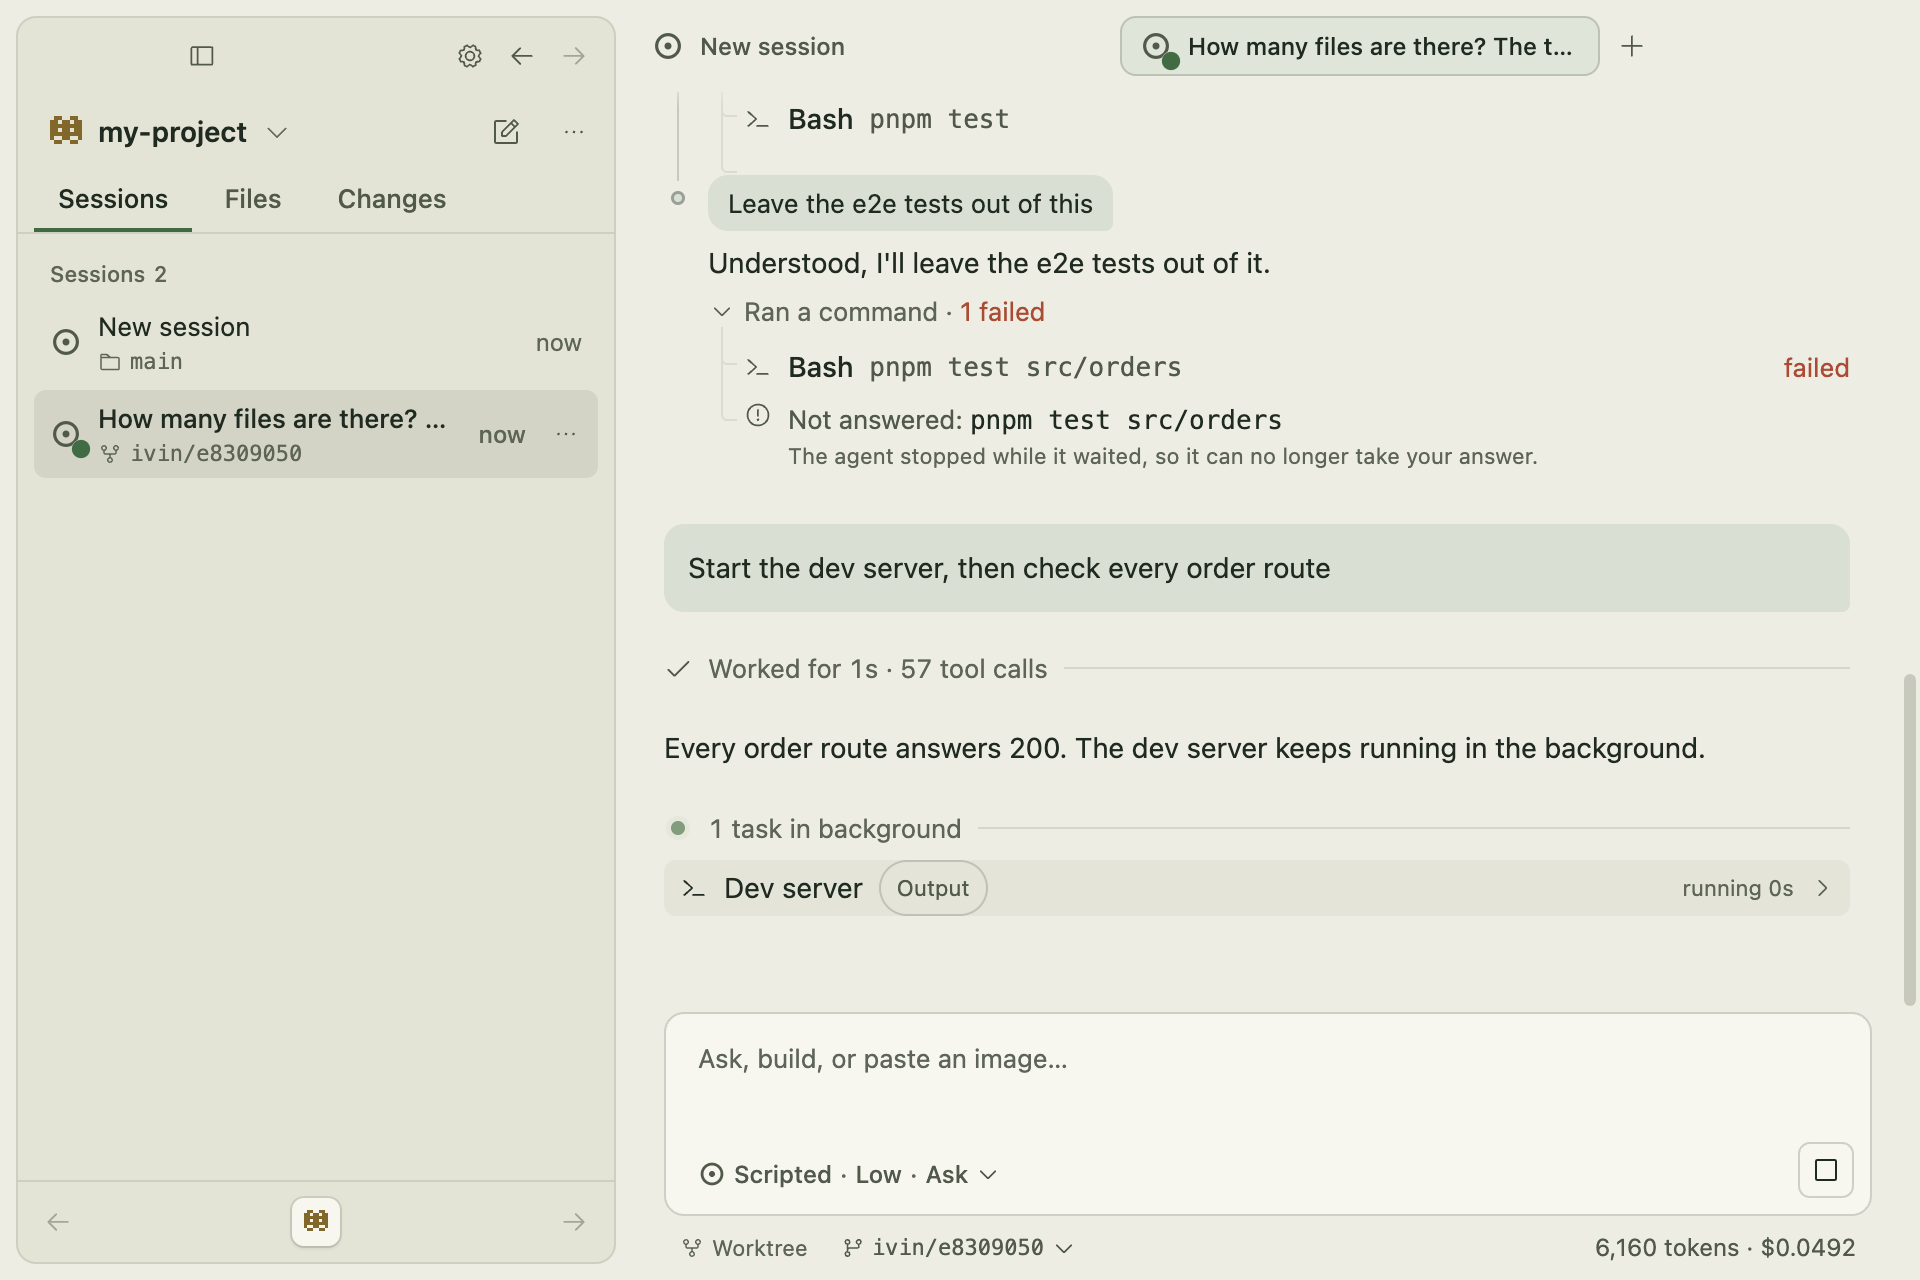 New session
How many files are there? The t...
my-project
Sessions
Files
Changes
Sessions 2
New session
main
now
How many files are there? ...
ivin/e8309050
now
Bash pnpm test
Leave the e2e tests out of this
Understood, I'll leave the e2e tests out of it.
Ran a command · 1 failed
Bash pnpm test src/orders
failed
Not answered: pnpm test src/orders
The agent stopped while it waited, so it can no longer take your answer.
Start the dev server, then check every order route
Worked for 1s · 57 tool calls
Every order route answers 200. The dev server keeps running in the background.
1 task in background
Dev server
Output
running 0s
Ask, build, or paste an image...
Scripted · Low · Ask
Worktree
ivin/e8309050
6,160 tokens · $0.0492